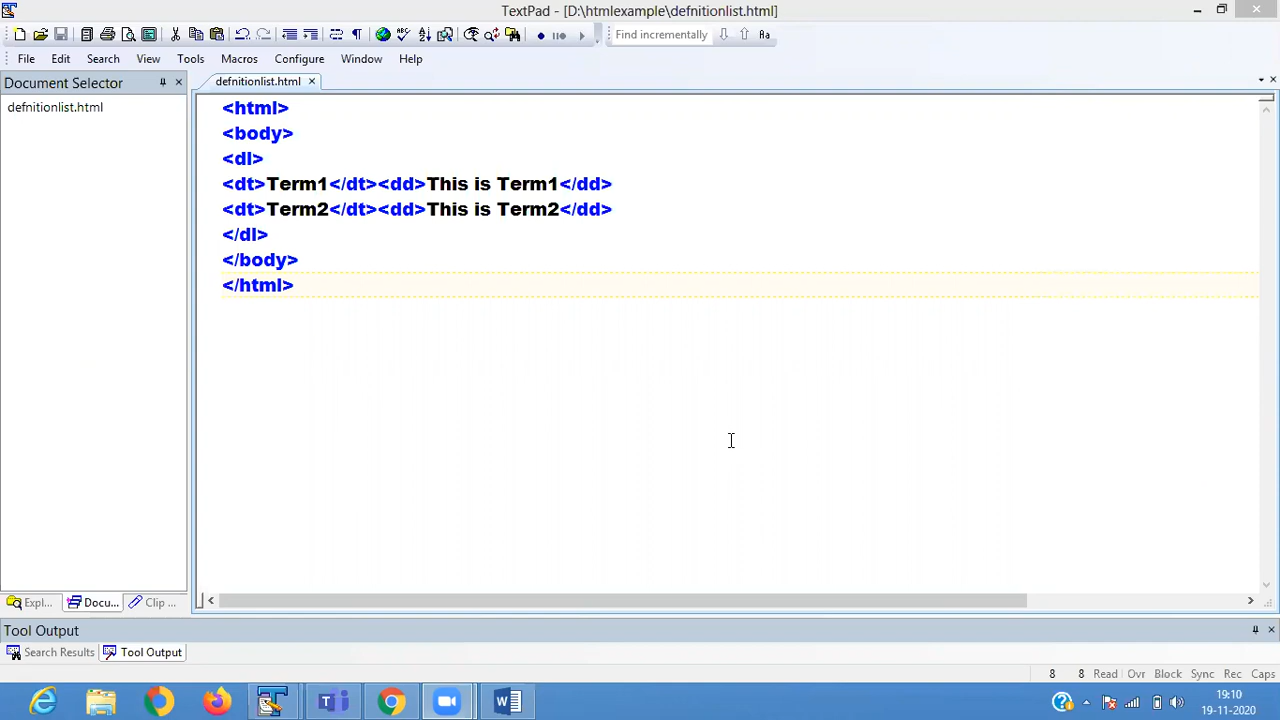 TextPad - [D:\htmlexample\defnitionlist.html]
Find incrementally
Aa
File Edit Search View Tools Macros Configure Window Help
Document Selector
defnitionlist.html
defnitionlist.html
<html>
<body>
<dl>
<dt>Term1</dt><dd>This is Term1</dd>
<dt>Term2</dt><dd>This is Term2</dd>
</dl>
</body>
</html>
Expl... Docu... Clip ...
Tool Output
Search Results Tool Output
8 8 Read Ovr Block Sync Rec Caps
19:10
19-11-2020